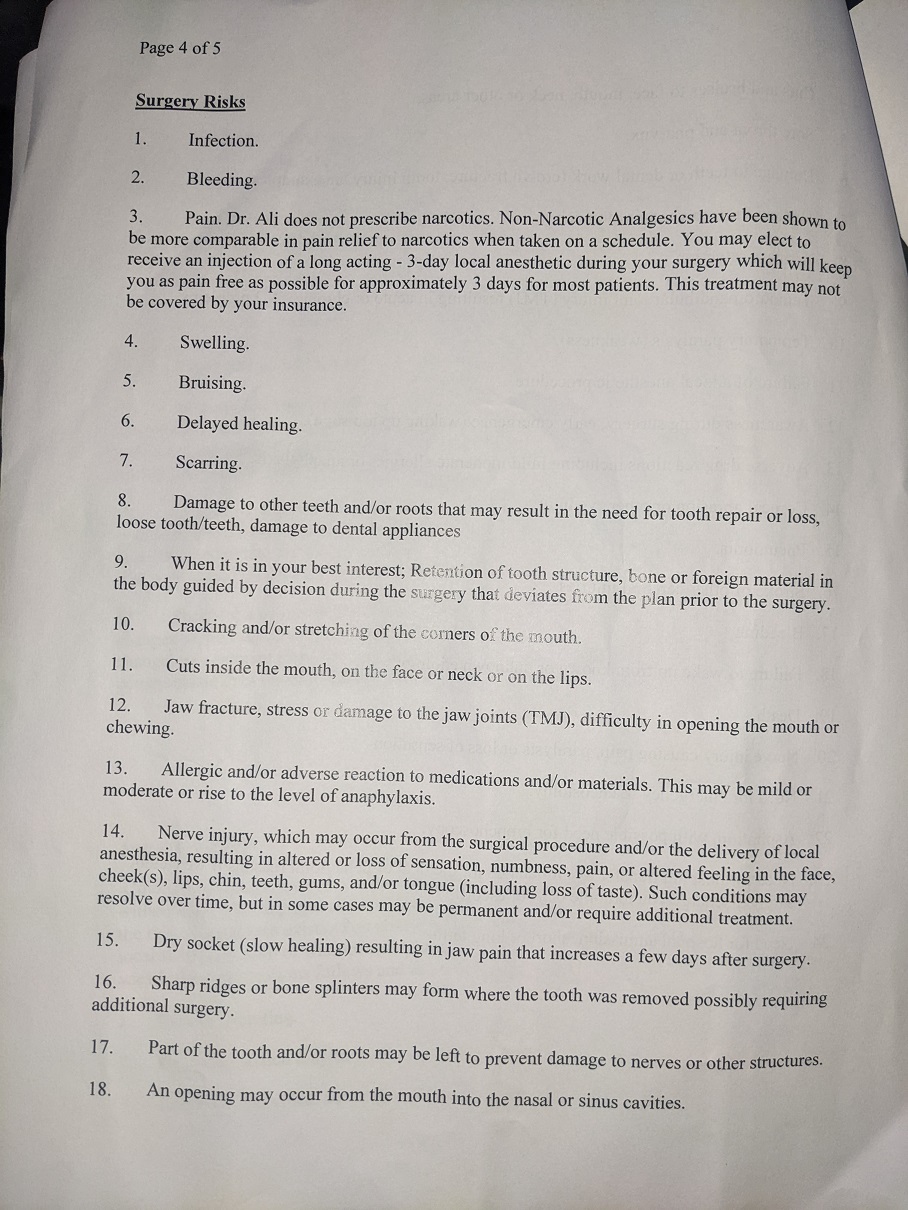 Page 4 of 5
Surgery Risks
1. Infection.
2. Bleeding.
3. Pain. Dr. Ali does not prescribe narcotics. Non-Narcotic Analgesics have been shown to
be more comparable in pain relief to narcotics when taken on a schedule. You may elect to
receive an injection of a long acting - 3-day local anesthetic during your surgery which will keep
you as pain free as possible for approximately 3 days for most patients. This treatment may not
be covered by your insurance.
4. Swelling.
5. Bruising.
6. Delayed healing.
7. Scarring.
8. Damage to other teeth and/or roots that may result in the need for tooth repair or loss,
loose tooth/teeth, damage to dental appliances
9. When it is in your best interest; Retention of tooth structure, bone or foreign material in
the body guided by decision during the surgery that deviates from the plan prior to the surgery.
10. Cracking and/or stretching of the corners of the mouth.
11. Cuts inside the mouth, on the face or neck or on the lips.
12. Jaw fracture, stress or damage to the jaw joints (TMJ), difficulty in opening the mouth or
chewing.
13. Allergic and/or adverse reaction to medications and/or materials. This may be mild or
moderate or rise to the level of anaphylaxis.
14. Nerve injury, which may occur from the surgical procedure and/or the delivery of local
anesthesia, resulting in altered or loss of sensation, numbness, pain, or altered feeling in the face,
cheek(s), lips, chin, teeth, gums, and/or tongue (including loss of taste). Such conditions may
resolve over time, but in some cases may be permanent and/or require additional treatment.
15. Dry socket (slow healing) resulting in jaw pain that increases a few days after surgery.
16. Sharp ridges or bone splinters may form where the tooth was removed possibly requiring
additional surgery.
17. Part of the tooth and/or roots may be left to prevent damage to nerves or other structures.
18. An opening may occur from the mouth into the nasal or sinus cavities.